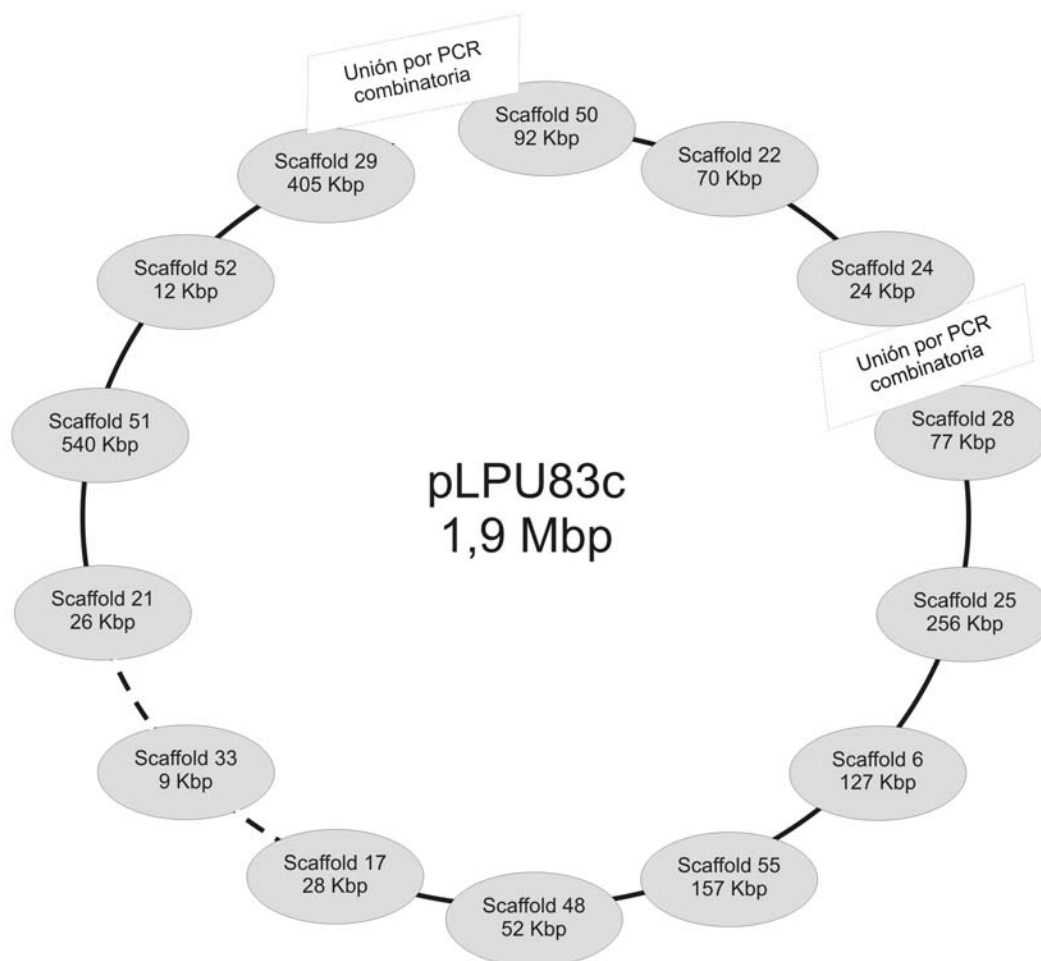 Unión por PCR
combinatoria
Scaffold 50
92 Kbp
Scaffold 22
70 Kbp
Scaffold 24
24 Kbp
Unión por PCR
combinatoria
Scaffold 28
77 Kbp
Scaffold 25
256 Kbp
Scaffold 6
127 Kbp
Scaffold 55
157 Kbp
Scaffold 48
52 Kbp
Scaffold 17
28 Kbp
Scaffold 33
9 Kbp
Scaffold 21
26 Kbp
Scaffold 51
540 Kbp
Scaffold 52
12 Kbp
Scaffold 29
405 Kbp
pLPU83c
1,9 Mbp